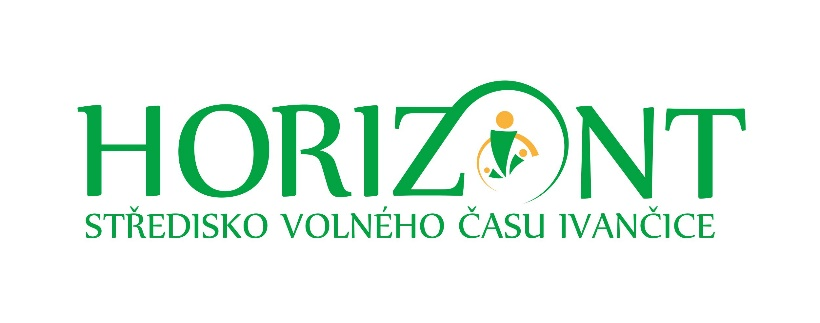 HORIZONT
STŘEDISKO VOLNÉHO ČASU IVANČICE